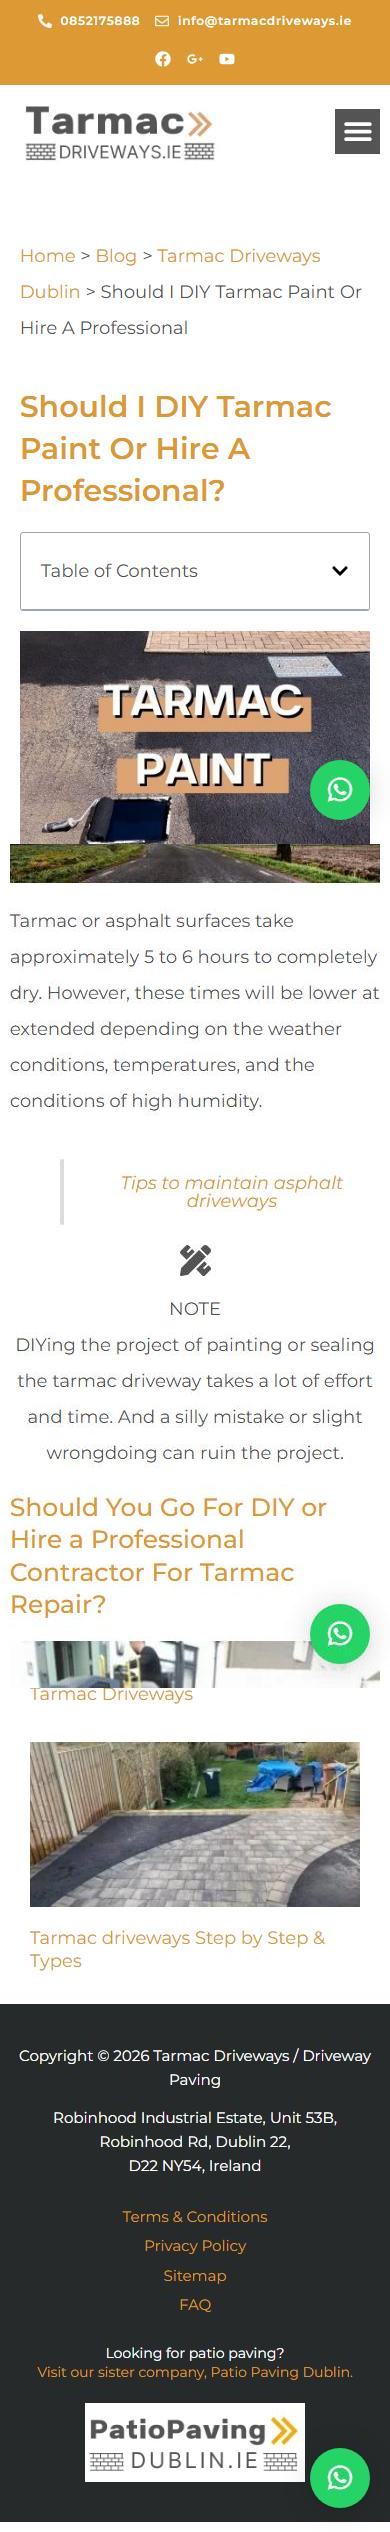 0852175888 info@tarmacdriveways.ie
Tarmac
DRIVEWAYS.IE
Home > Blog > Tarmac Driveways
Dublin > Should I DIY Tarmac Paint Or
Hire A Professional
Should I DIY Tarmac
Paint Or Hire A
Professional?
Table of Contents
TARMAC
PAINT
Tarmac or asphalt surfaces take
approximately 5 to 6 hours to completely
dry. However, these times will be lower at
extended depending on the weather
conditions, temperatures, and the
conditions of high humidity.
Tips to maintain asphalt
driveways
NOTE
DIYing the project of painting or sealing
the tarmac driveway takes a lot of effort
and time. And a silly mistake or slight
wrongdoing can ruin the project.
Should You Go For DIY or
Hire a Professional
Contractor For Tarmac
Repair?
Tarmac Driveways
Tarmac driveways Step by Step &
Types
Copyright © 2026 Tarmac Driveways / Driveway
Paving
Robinhood Industrial Estate, Unit 53B,
Robinhood Rd, Dublin 22,
D22 NY54, Ireland
Terms & Conditions
Privacy Policy
Sitemap
FAQ
Looking for patio paving?
Visit our sister company, Patio Paving Dublin.
PatioPaving
DUBLIN.IE